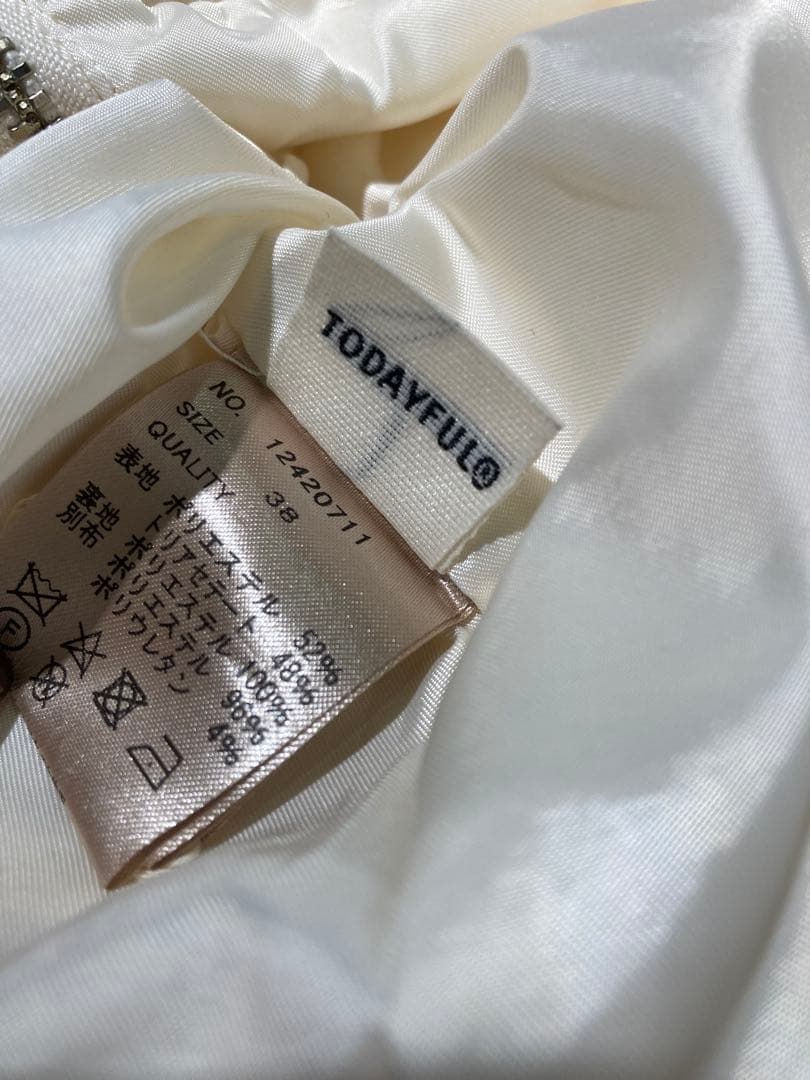 TODAYFUL®
NO. 12420711
SIZE 38
QUALITY
表地 ポリエステル 52%
トリアセテート 48%
裏地 ポリエステル 100%
別布 ポリエステル 96%
ポリウレタン 4%
F